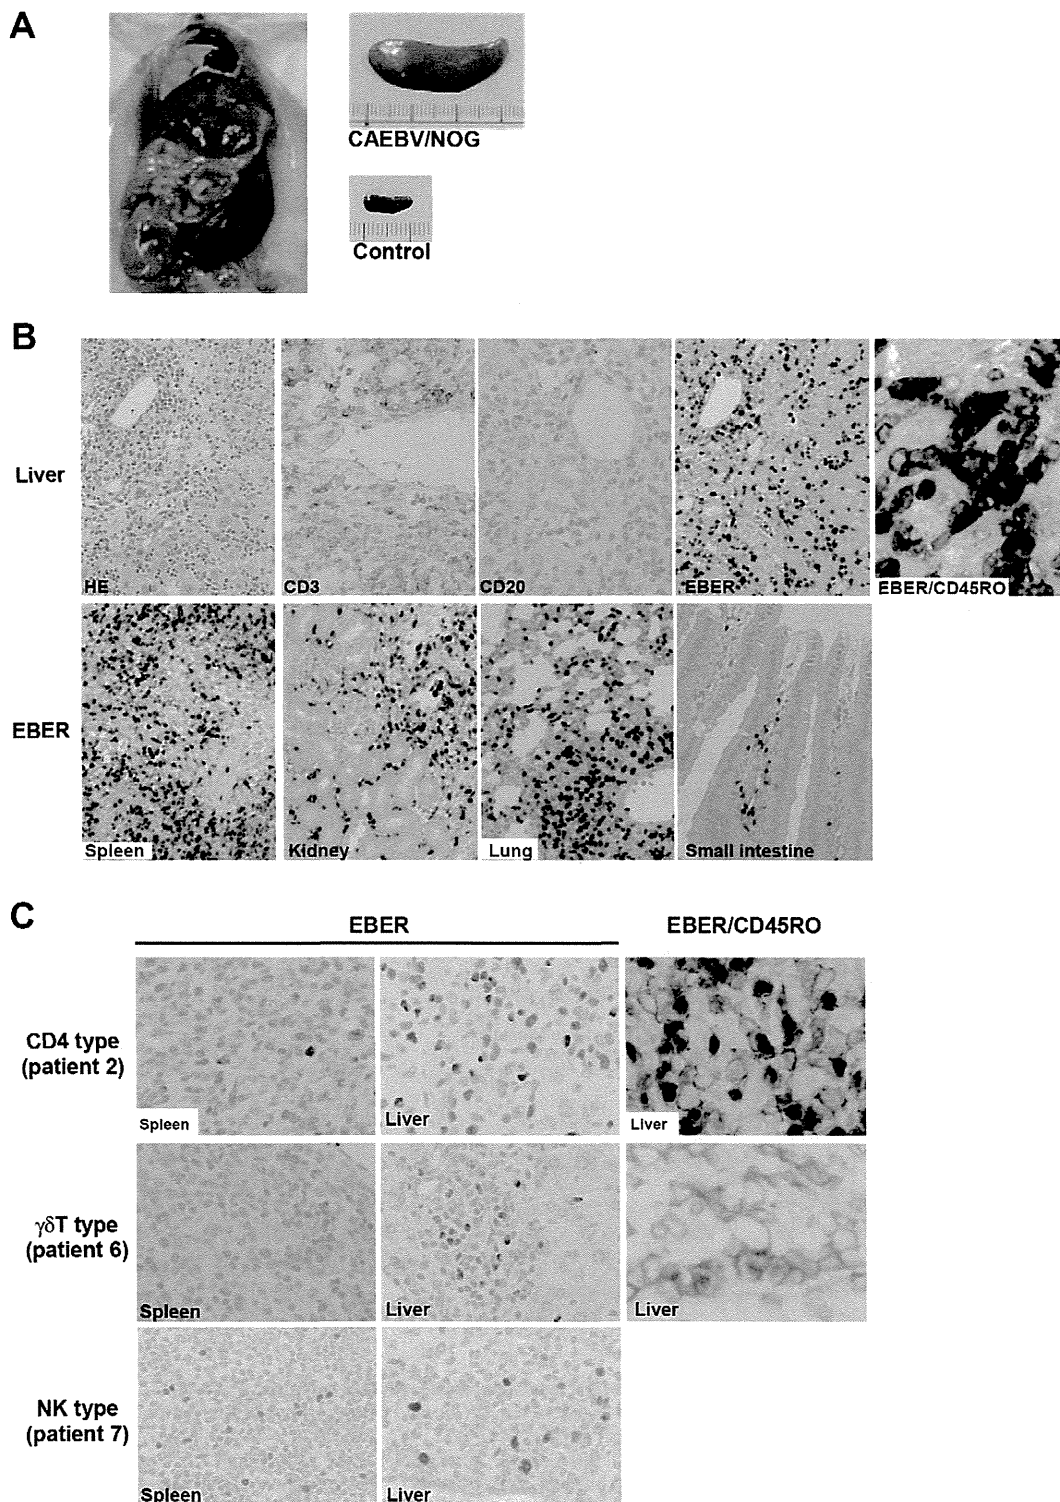 A
CAEBV/NOG
Control
B
Liver
HE
CD3
CD20
EBER
EBER/CD45RO
EBER
Spleen
Kidney
Lung
Small intestine
C
EBER
EBER/CD45RO
CD4 type
(patient 2)
Spleen
Liver
Liver
γδT type
(patient 6)
Spleen
Liver
Liver
NK type
(patient 7)
Spleen
Liver